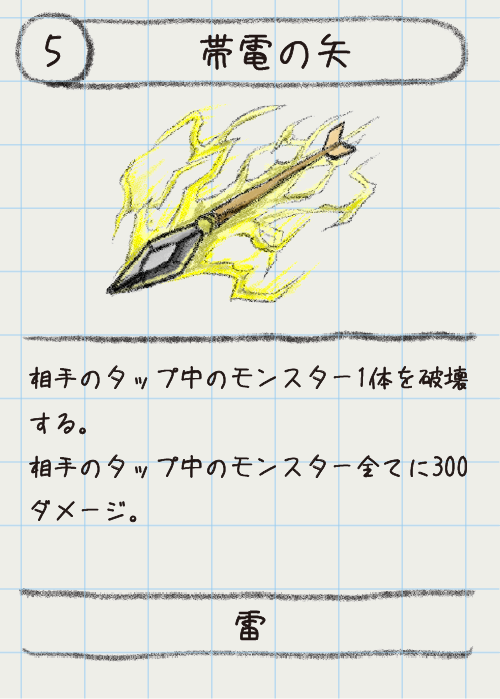 5
帯電の矢
相手のタップ中のモンスター1体を破壊
する。
相手のタップ中のモンスター全てに300
ダメージ。
雷